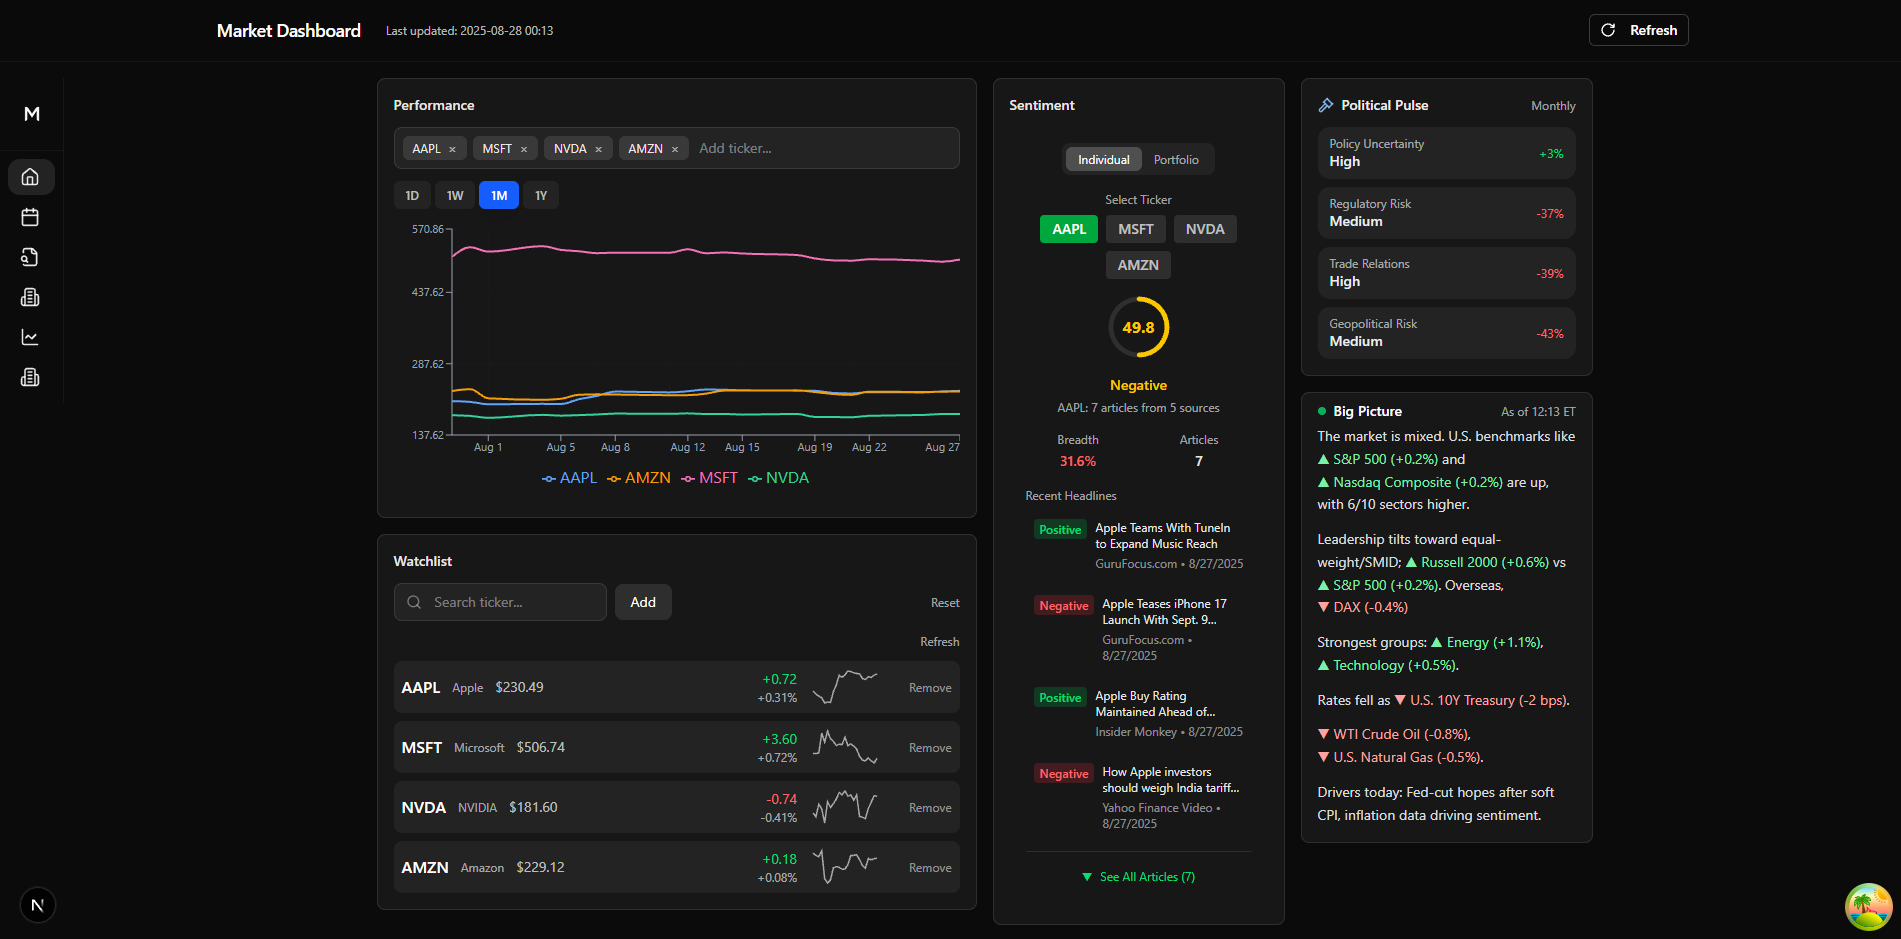 Market Dashboard
Last updated: 2025-08-28 00:13
Refresh
M
Performance
AAPL × MSFT × NVDA × AMZN × Add ticker...
1D 1W 1M 1Y
570.86
437.62
287.62
137.62
Aug 1 Aug 5 Aug 8 Aug 12 Aug 15 Aug 19 Aug 22 Aug 27
AAPL AMZN MSFT NVDA
Watchlist
Search ticker...
Add
Reset
Refresh
AAPL Apple $230.49 +0.72 Remove
+0.31%
MSFT Microsoft $506.74 +3.60 Remove
+0.72%
NVDA NVIDIA $181.60 -0.74 Remove
-0.41%
AMZN Amazon $229.12 +0.18 Remove
+0.08%
N
Sentiment
Individual Portfolio
Select Ticker
AAPL MSFT NVDA
AMZN
49.8
Negative
AAPL: 7 articles from 5 sources
Breadth Articles
31.6% 7
Recent Headlines
Positive Apple Teams With TuneIn
to Expand Music Reach
GuruFocus.com • 8/27/2025
Negative Apple Teases iPhone 17
Launch With Sept. 9...
GuruFocus.com •
8/27/2025
Positive Apple Buy Rating
Maintained Ahead of...
Insider Monkey • 8/27/2025
Negative How Apple investors
should weigh India tariff...
Yahoo Finance Video •
8/27/2025
▼ See All Articles (7)
Political Pulse Monthly
Policy Uncertainty
High +3%
Regulatory Risk
Medium -37%
Trade Relations
High -39%
Geopolitical Risk
Medium -43%
Big Picture As of 12:13 ET
The market is mixed. U.S. benchmarks like
▲ S&P 500 (+0.2%) and
▲ Nasdaq Composite (+0.2%) are up,
with 6/10 sectors higher.
Leadership tilts toward equal-
weight/SMID; ▲ Russell 2000 (+0.6%) vs
▲ S&P 500 (+0.2%). Overseas,
▼ DAX (-0.4%)
Strongest groups: ▲ Energy (+1.1%),
▲ Technology (+0.5%).
Rates fell as ▼ U.S. 10Y Treasury (-2 bps).
▼ WTI Crude Oil (-0.8%),
▼ U.S. Natural Gas (-0.5%).
Drivers today: Fed-cut hopes after soft
CPI, inflation data driving sentiment.